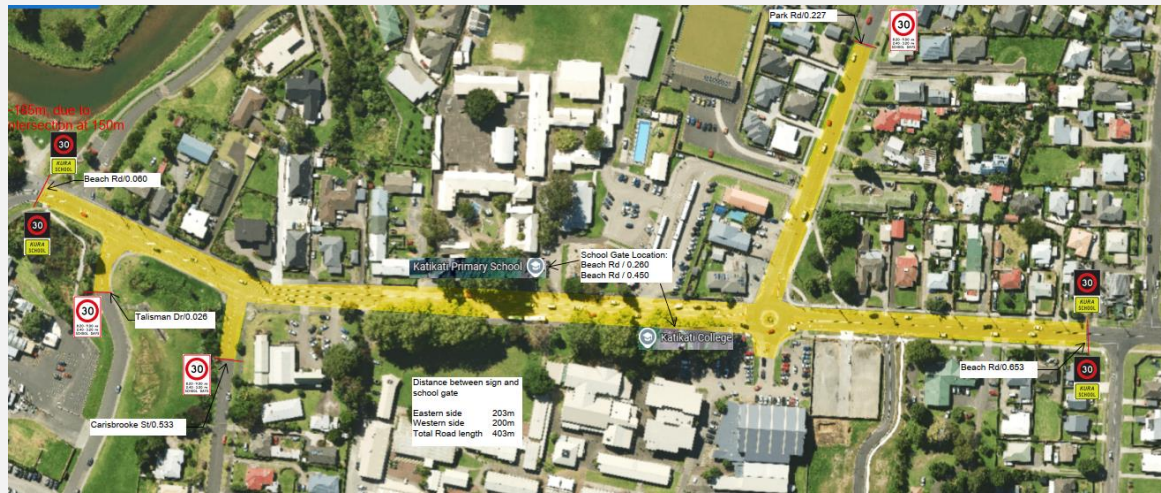 Park Rd/0.227
30
~185m, due to
intersection at 150m
30
KURA
SCHOOL
Beach Rd/0.060
30
KURA
SCHOOL
School Gate Location:
Beach Rd / 0.260
Beach Rd / 0.450
Katikati Primary School
30
Talisman Dr/0.026
30
KURA
SCHOOL
Katikati College
30
Carisbrooke St/0.533
Distance between sign and
school gate
Eastern side 203m
Western side 200m
Total Road length 403m
Beach Rd/0.653
30
KURA
SCHOOL